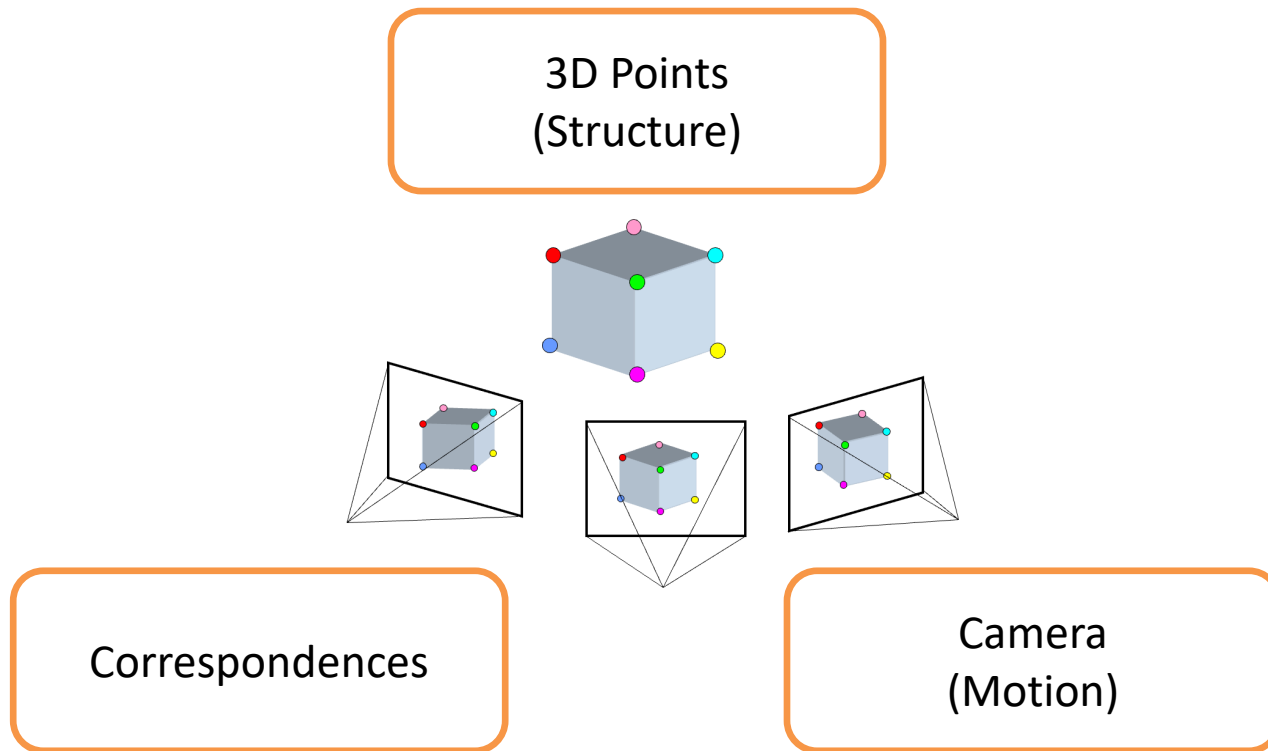 3D Points
(Structure)
Correspondences
Camera
(Motion)